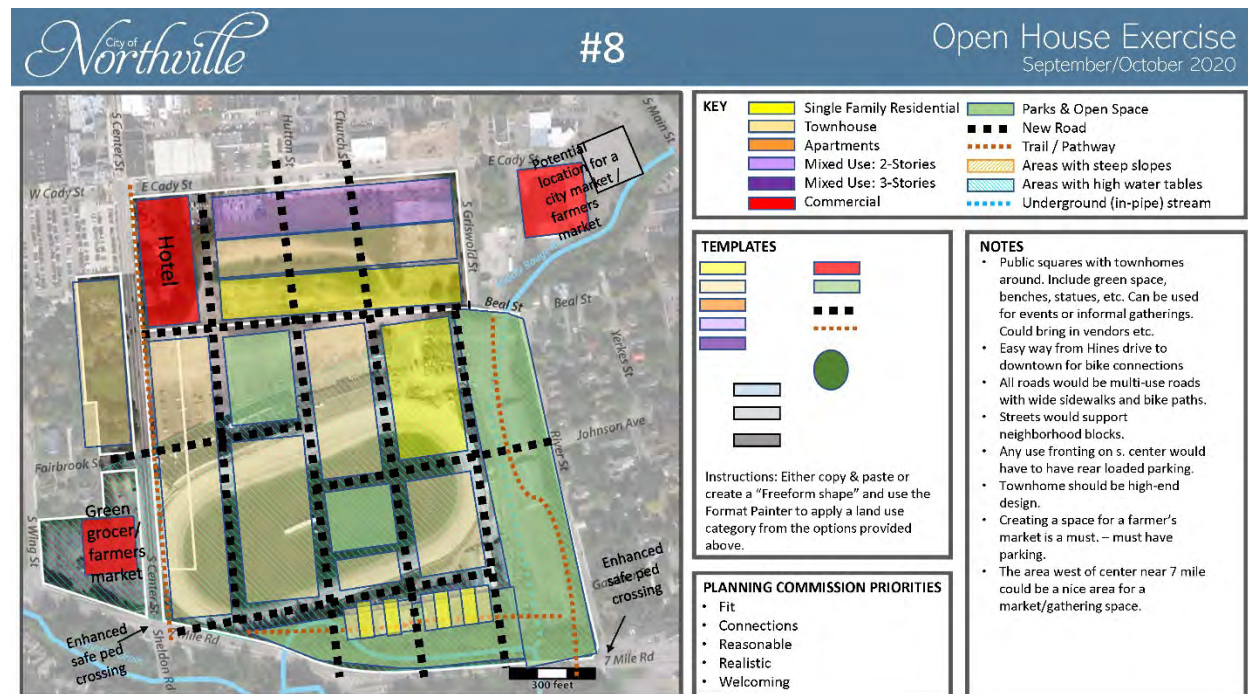 City of
Northville
#8
Open House Exercise
September/October 2020
S Center St
Hutton St
Church St
S Main St
W Cady St
E Cady St
E Cady St
Potential
location for a
city market /
farmers
market
Hotel
S Griswold St
Beal St
Beal St
Yerkes St
Johnson Ave
River St
Fairbrook St
S Wing St
Green
grocer/
farmers
market
S Center St
Enhanced
safe ped
crossing
Enhanced
safe ped
crossing
7 Mile Rd
Sheldon Rd
7 Mile Rd
300 feet
KEY
Single Family Residential
Townhouse
Apartments
Mixed Use: 2-Stories
Mixed Use: 3-Stories
Commercial
Parks & Open Space
New Road
Trail / Pathway
Areas with steep slopes
Areas with high water tables
Underground (in-pipe) stream
TEMPLATES
Instructions: Either copy & paste or
create a “Freeform shape” and use the
Format Painter to apply a land use
category from the options provided
above.
PLANNING COMMISSION PRIORITIES
• Fit
• Connections
• Reasonable
• Realistic
• Welcoming
NOTES
• Public squares with townhomes
around. Include green space,
benches, statues, etc. Can be used
for events or informal gatherings.
Could bring in vendors etc.
• Easy way from Hines drive to
downtown for bike connections
• All roads would be multi-use roads
with wide sidewalks and bike paths.
• Streets would support
neighborhood blocks.
• Any use fronting on s. center would
have to have rear loaded parking.
• Townhome should be high-end
design.
• Creating a space for a farmer’s
market is a must. – must have
parking.
• The area west of center near 7 mile
could be a nice area for a
market/gathering space.